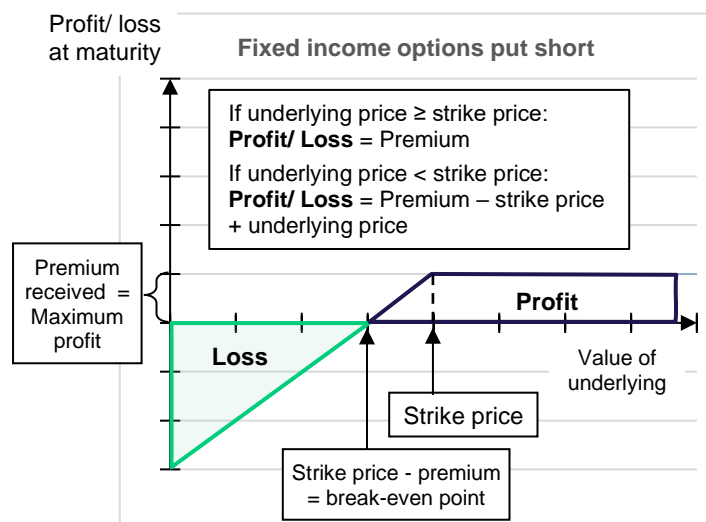 Profit/ loss
at maturity
Fixed income options put short
If underlying price ≥ strike price:
Profit/ Loss = Premium
If underlying price < strike price:
Profit/ Loss = Premium – strike price
+ underlying price
Premium
received =
Maximum
profit
Profit
Loss
Value of
underlying
Strike price
Strike price - premium
= break-even point